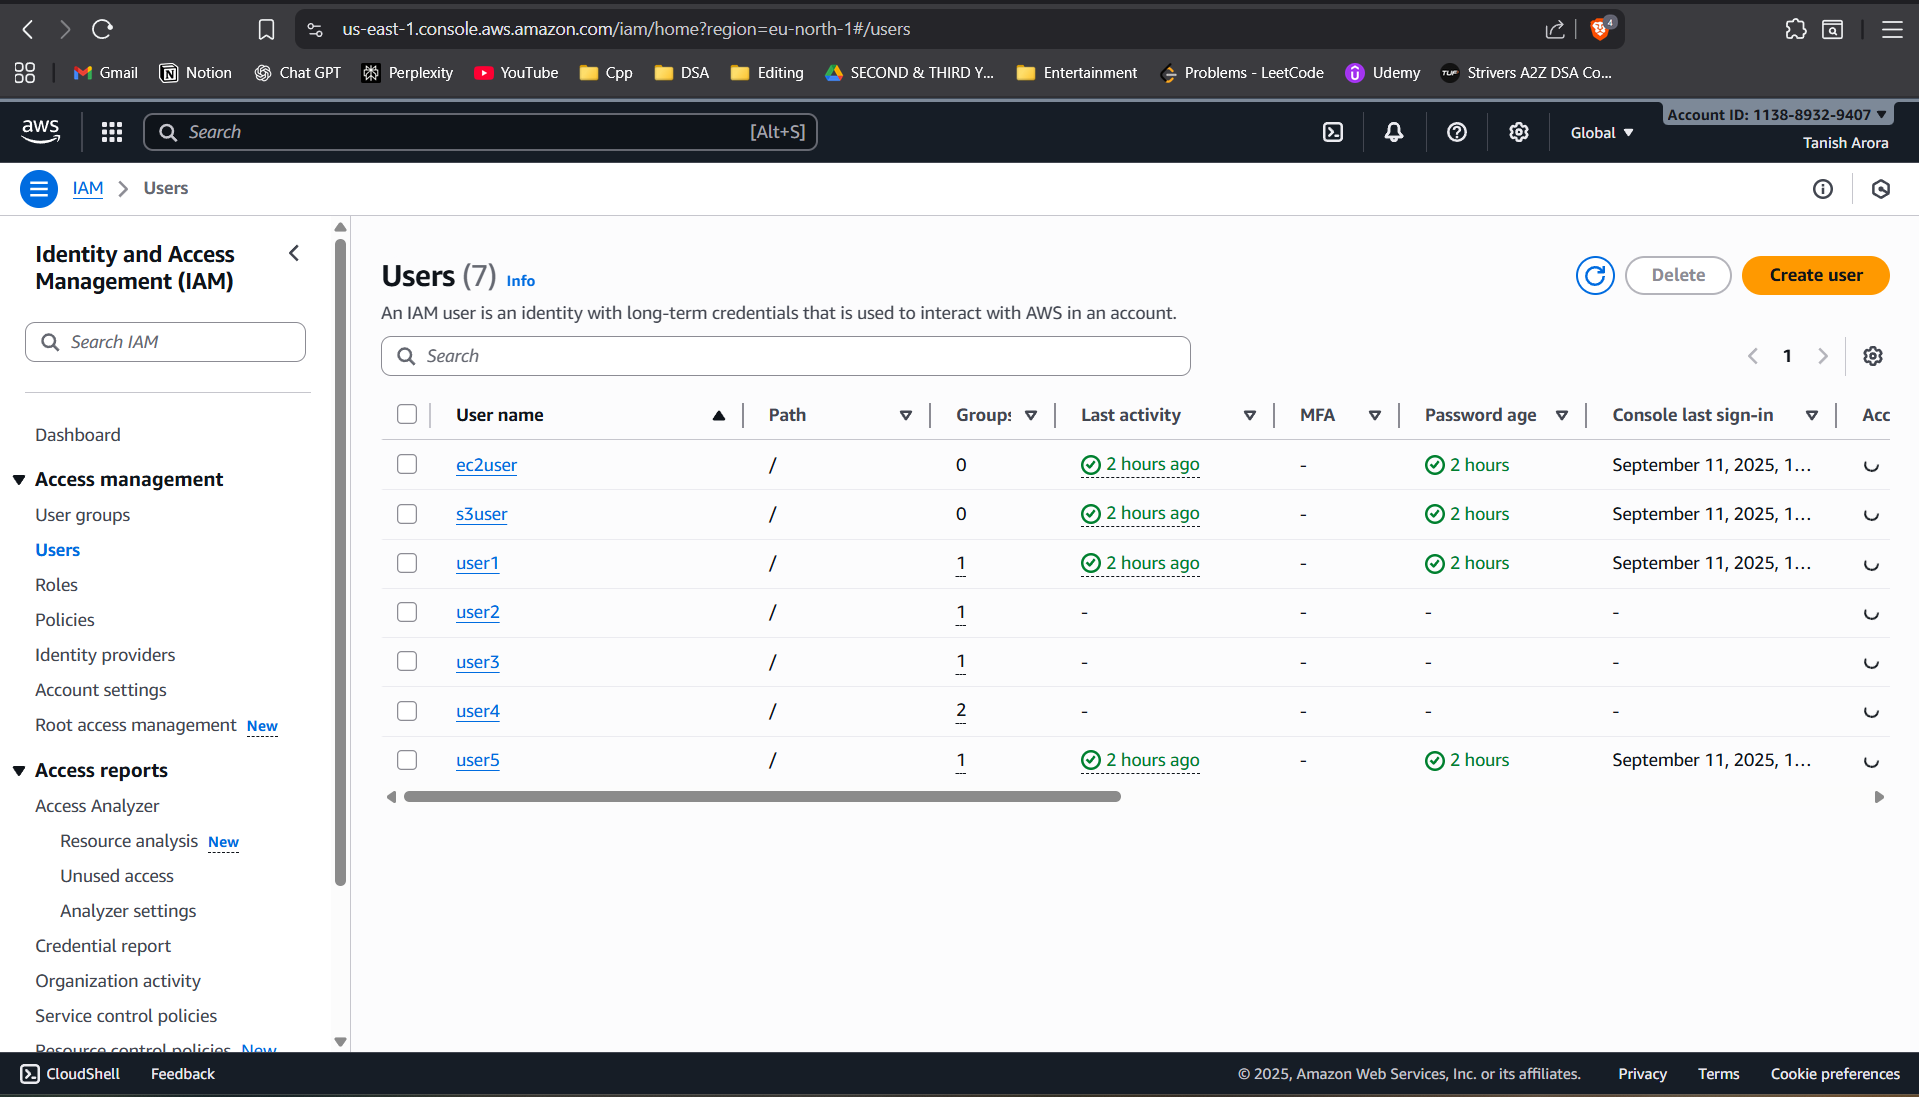 us-east-1.console.aws.amazon.com/iam/home?region=eu-north-1#/users
4
Gmail Notion Chat GPT Perplexity YouTube Cpp DSA Editing SECOND & THIRD Y... Entertainment Problems - LeetCode Udemy TUF Strivers A2Z DSA Co...
aws Search [Alt+S] Global Account ID: 1138-8932-9407
Tanish Arora
IAM Users
Identity and Access
Management (IAM)
Search IAM
Dashboard
Access management
User groups
Users
Roles
Policies
Identity providers
Account settings
Root access management New
Access reports
Access Analyzer
Resource analysis New
Unused access
Analyzer settings
Credential report
Organization activity
Service control policies
Resource control policies New
Users (7) Info
Delete Create user
An IAM user is an identity with long-term credentials that is used to interact with AWS in an account.
Search
1
User name Path Groups Last activity MFA Password age Console last sign-in Acc
ec2user / 0 2 hours ago - 2 hours September 11, 2025, 1...
s3user / 0 2 hours ago - 2 hours September 11, 2025, 1...
user1 / 1 2 hours ago - 2 hours September 11, 2025, 1...
user2 / 1 - - - -
user3 / 1 - - - -
user4 / 2 - - - -
user5 / 1 2 hours ago - 2 hours September 11, 2025, 1...
CloudShell Feedback © 2025, Amazon Web Services, Inc. or its affiliates. Privacy Terms Cookie preferences